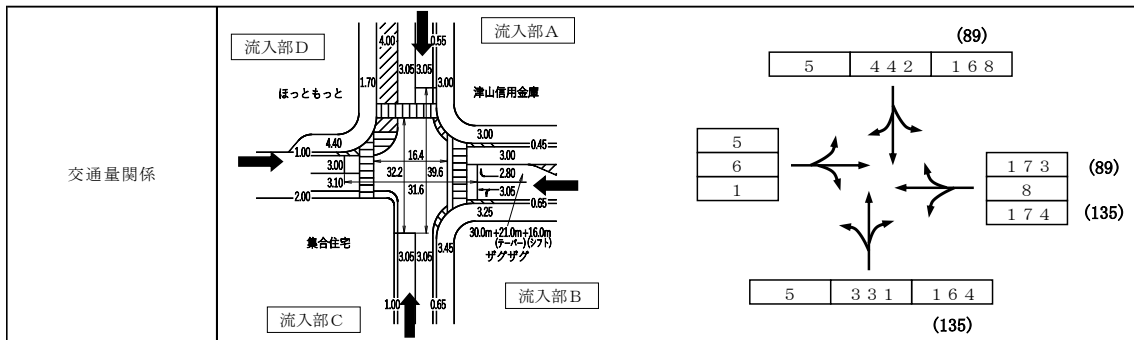 交通量関係
流入部D
流入部A
4.00
0.55
3.05
3.05
1.70
3.00
ほっともっと
津山信用金庫
3.00
4.40
1.00
0.45
3.00
16.4
3.00
32.2
39.6
2.80
3.10
31.6
3.05
2.00
0.65
3.25
30.0m+21.0m+16.0m
(テーパー)(シフト)
集合住宅
ザグザグ
3.05
3.05
3.45
1.00
0.65
流入部B
流入部C
(89)
5 442 168
5
6
1
173 (89)
8
174 (135)
5 331 164
(135)